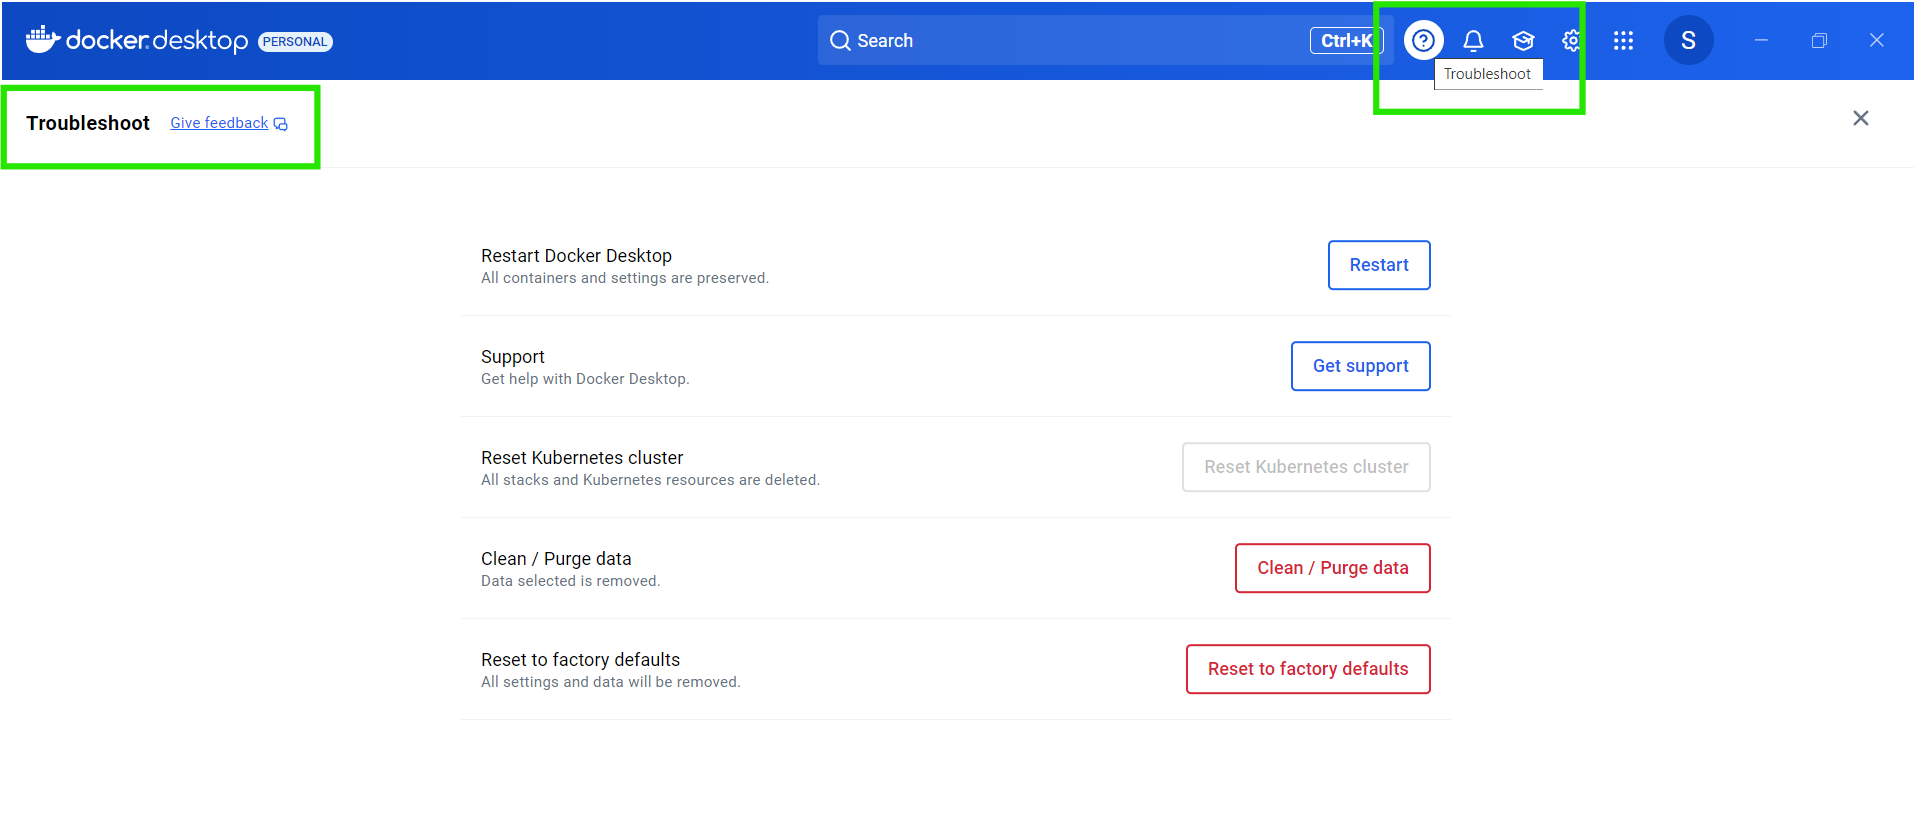 docker desktop PERSONAL
Search
Ctrl+K
S
Troubleshoot
Troubleshoot Give feedback
Restart Docker Desktop
All containers and settings are preserved.
Restart
Support
Get help with Docker Desktop.
Get support
Reset Kubernetes cluster
All stacks and Kubernetes resources are deleted.
Reset Kubernetes cluster
Clean / Purge data
Data selected is removed.
Clean / Purge data
Reset to factory defaults
All settings and data will be removed.
Reset to factory defaults